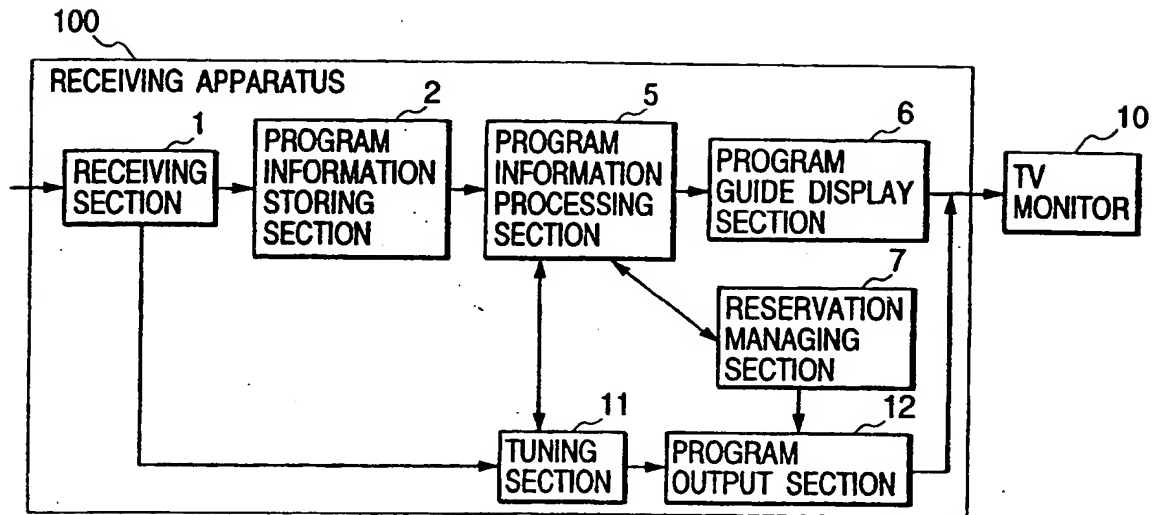 100
RECEIVING APPARATUS
1
RECEIVING
SECTION
2
PROGRAM
INFORMATION
STORING
SECTION
5
PROGRAM
INFORMATION
PROCESSING
SECTION
6
PROGRAM
GUIDE DISPLAY
SECTION
10
TV
MONITOR
7
RESERVATION
MANAGING
SECTION
11
TUNING
SECTION
12
PROGRAM
OUTPUT SECTION